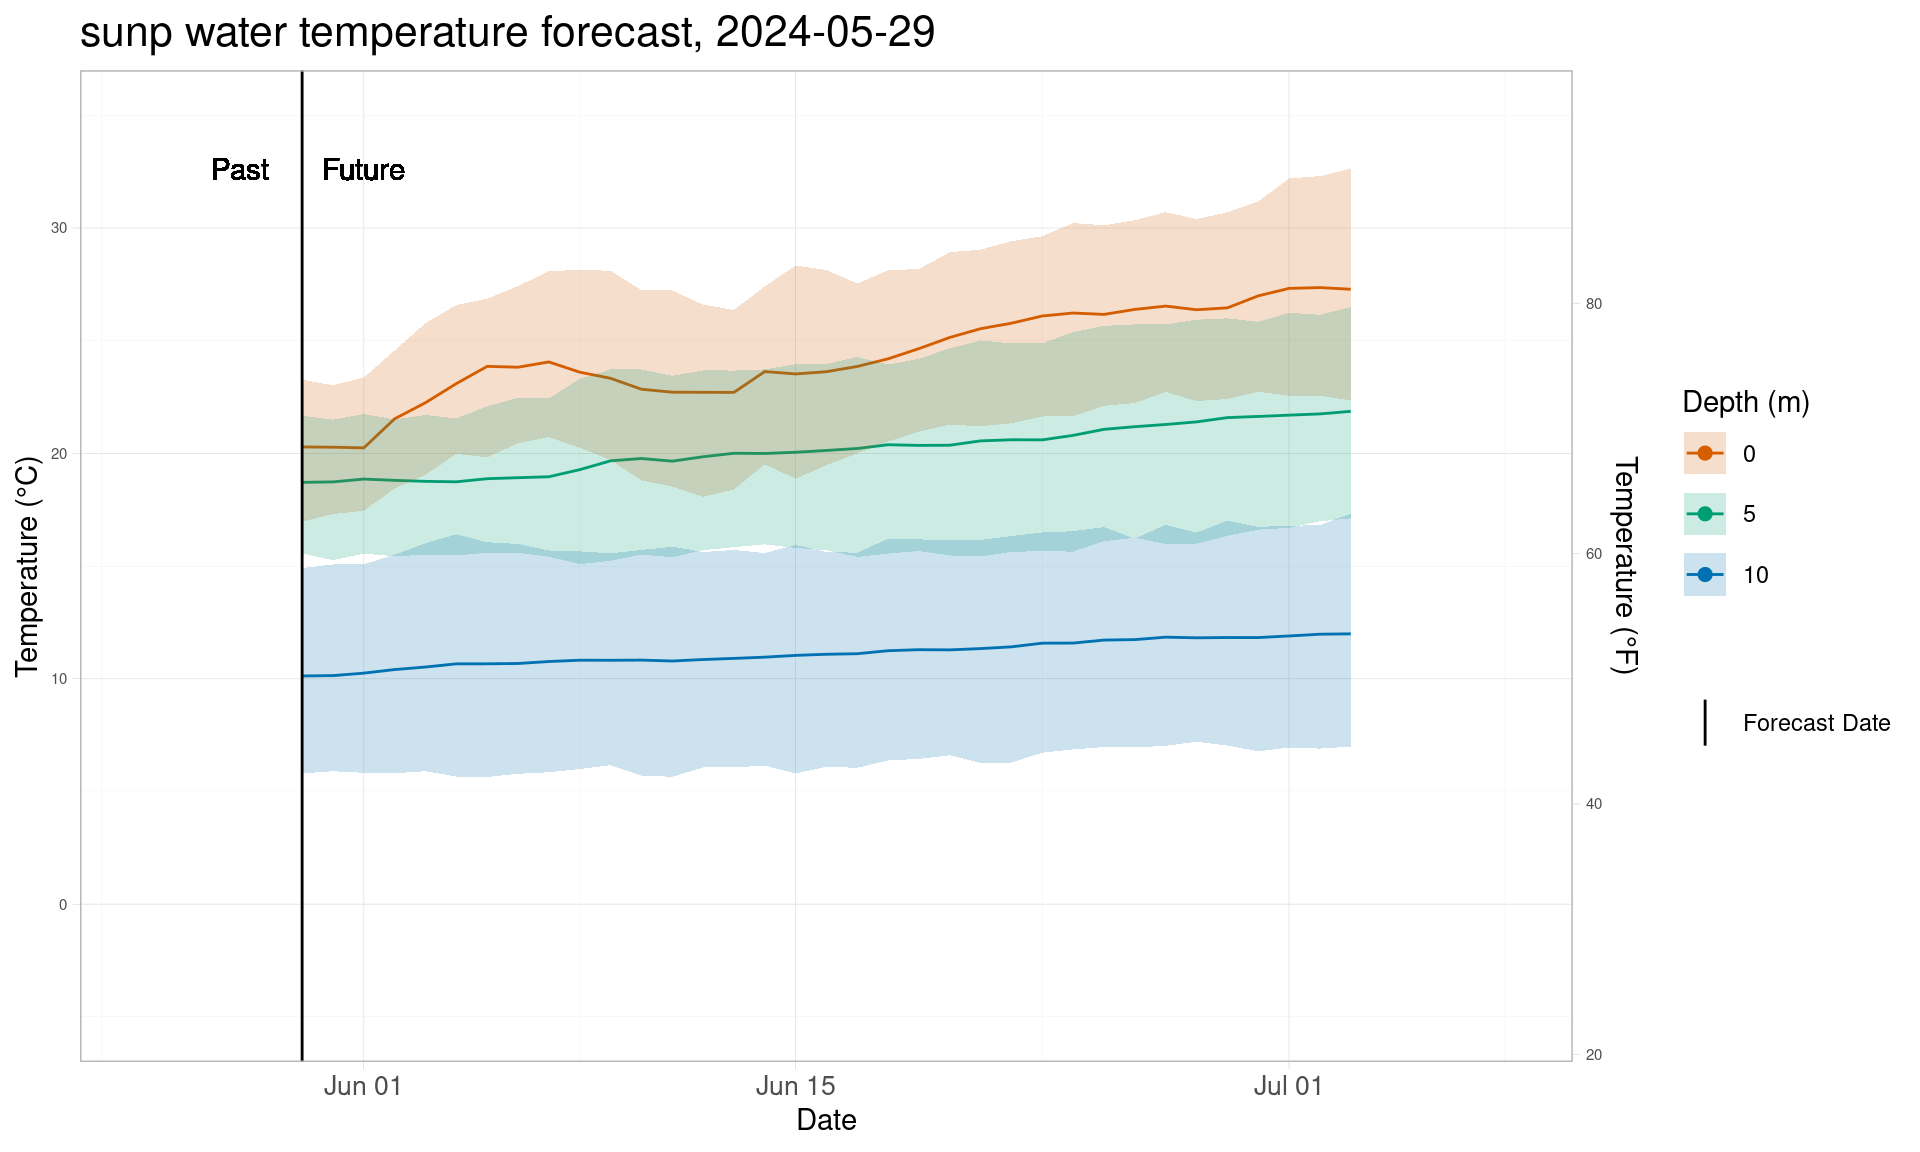 sunp water temperature forecast, 2024-05-29
Past
Future
30
20
10
0
Temperature (°C)
80
60
40
20
Temperature (°F)
Jun 01
Jun 15
Jul 01
Date
Depth (m)
0
5
10
Forecast Date